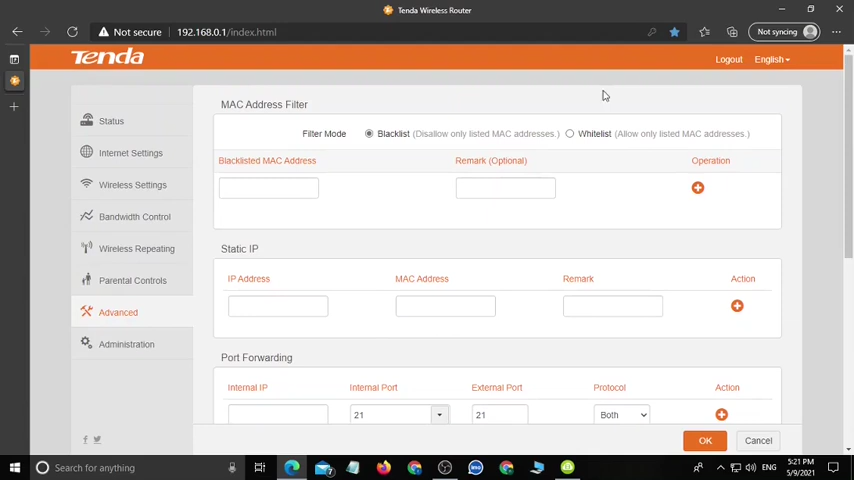 Tenda Wireless Router
Not secure 192.168.0.1/index.html Not syncing
Tenda Logout English
MAC Address Filter
Status Filter Mode Blacklist (Disallow only listed MAC addresses.) Whitelist (Allow only listed MAC addresses.)
Internet Settings Blacklisted MAC Address Remark (Optional) Operation
Wireless Settings
Bandwidth Control
Wireless Repeating Static IP
Parental Controls IP Address MAC Address Remark Action
Advanced
Administration
Port Forwarding
Internal IP Internal Port External Port Protocol Action
21 21 Both
OK Cancel
Search for anything 7 ENG 5:21 PM
5/9/2021